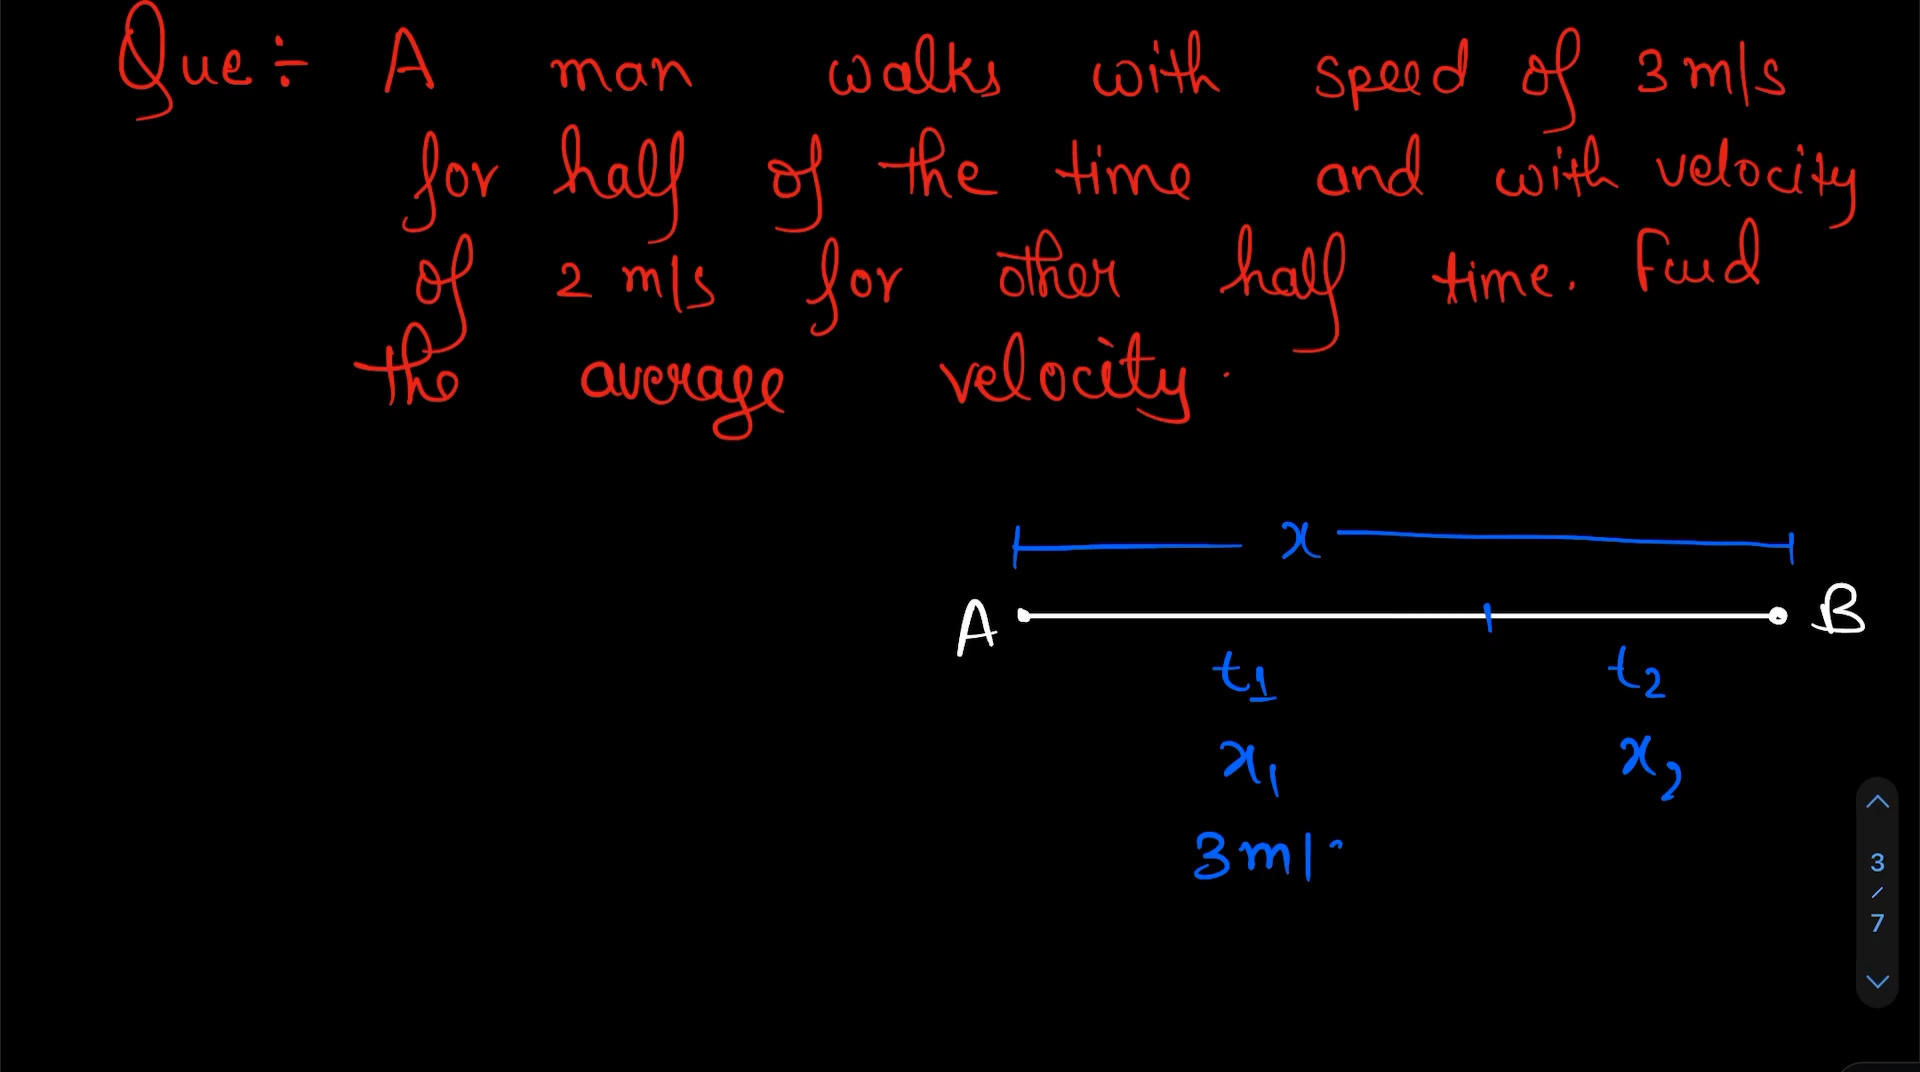 Que÷ A man walks with speed of 3 m/s
for half of the time and with velocity
of 2 m/s for other half time. Find
the average velocity.
x
A B
t1 t2
x1 x2
3m/
3
/
7